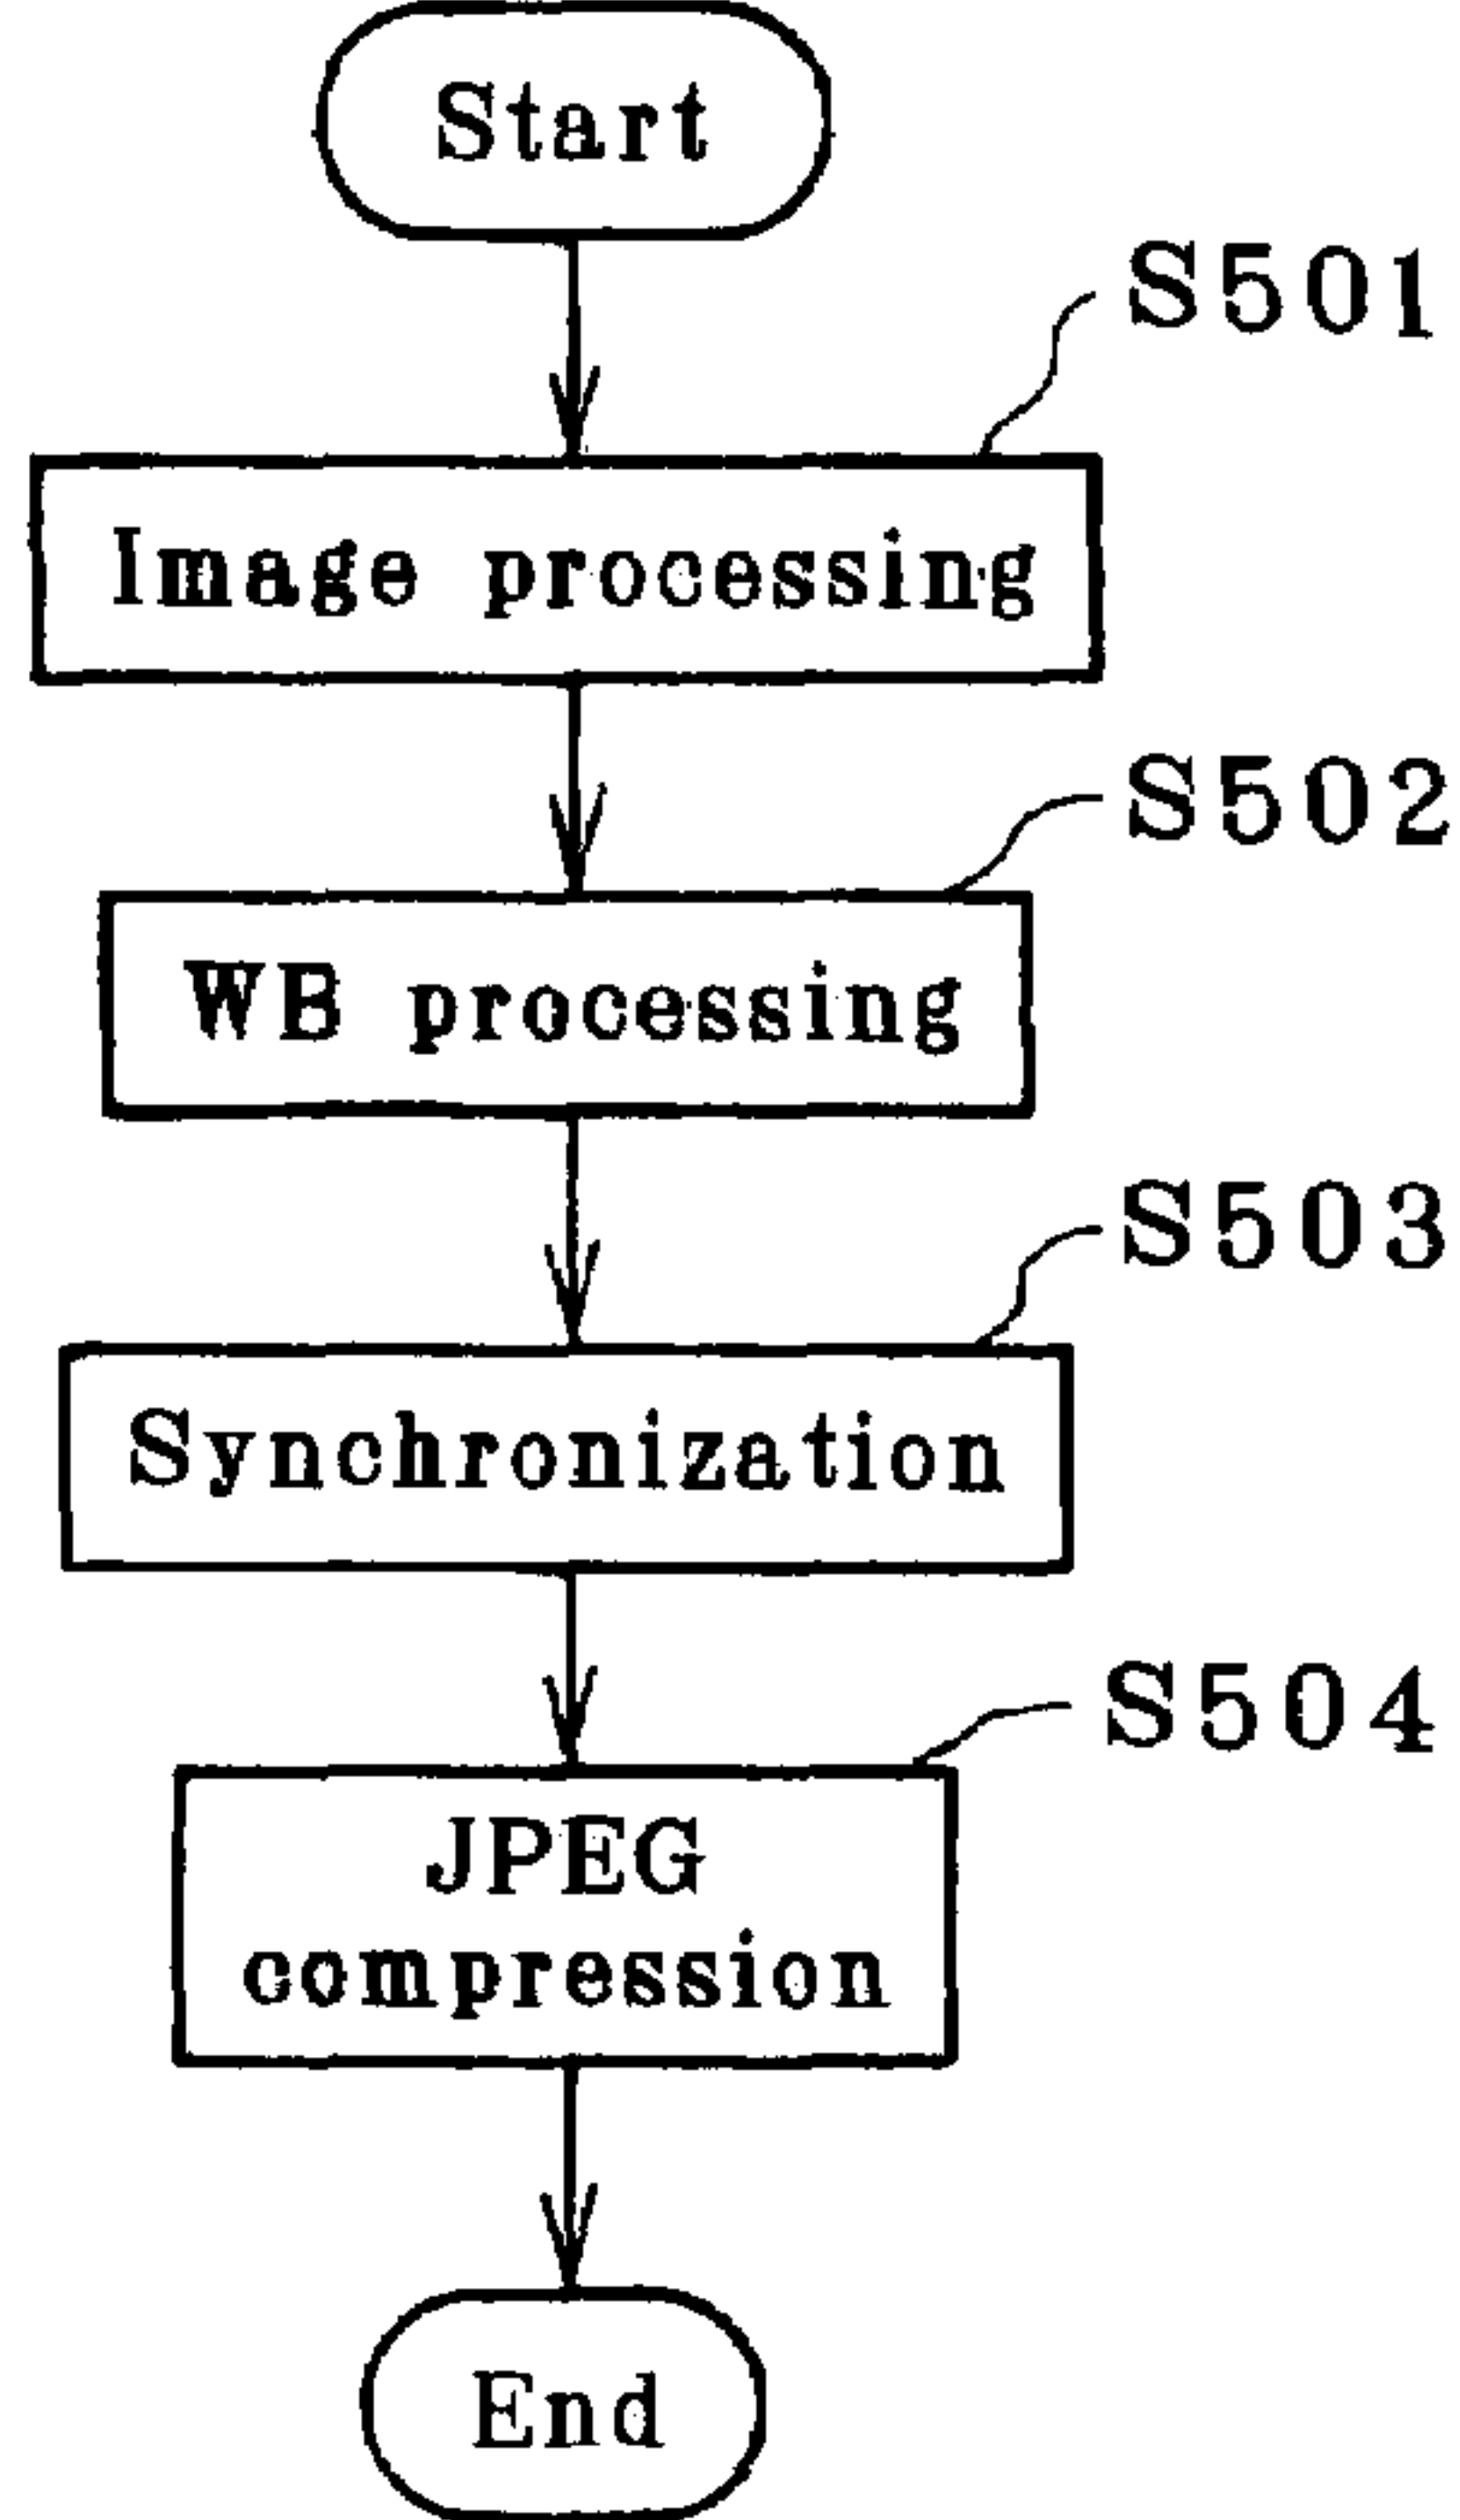 Start
S501
Image processing
S502
WB processing
S503
Synchronization
S504
JPEG
compression
End